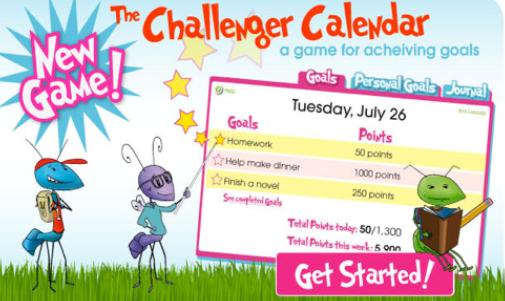 New Game!
The Challenger Calendar
a game for acheiving goals
Goals Personal Goals Journal
Tuesday, July 26
Goals Points
Homework 50 points
Help make dinner 1000 points
Finish a novel 250 points
See completed Goals
Total Points today: 50/1,300
Total Points this week: 5,900
Get Started!